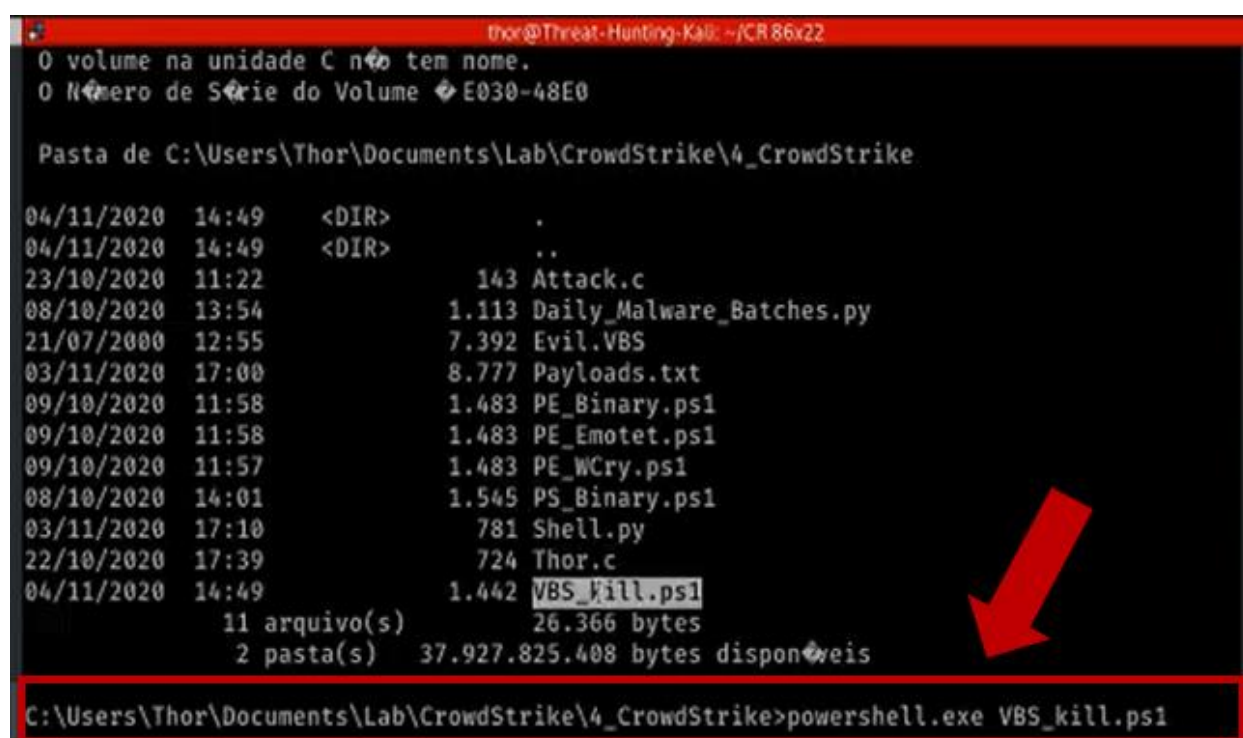 thor@Threat-Hunting-Kali: ~/CR 86x22
O volume na unidade C n�o tem nome.
O N�mero de S�rie do Volume � E030-48E0
Pasta de C:\Users\Thor\Documents\Lab\CrowdStrike\4_CrowdStrike
04/11/2020 14:49 <DIR> .
04/11/2020 14:49 <DIR> ..
23/10/2020 11:22 143 Attack.c
08/10/2020 13:54 1.113 Daily_Malware_Batches.py
21/07/2000 12:55 7.392 Evil.VBS
03/11/2020 17:00 8.777 Payloads.txt
09/10/2020 11:58 1.483 PE_Binary.ps1
09/10/2020 11:58 1.483 PE_Emotet.ps1
09/10/2020 11:57 1.483 PE_WCry.ps1
08/10/2020 14:01 1.545 PS_Binary.ps1
03/11/2020 17:10 781 Shell.py
22/10/2020 17:39 724 Thor.c
04/11/2020 14:49 1.442 VBS_kill.ps1
11 arquivo(s) 26.366 bytes
2 pasta(s) 37.927.825.408 bytes dispon�veis
C:\Users\Thor\Documents\Lab\CrowdStrike\4_CrowdStrike>powershell.exe VBS_kill.ps1